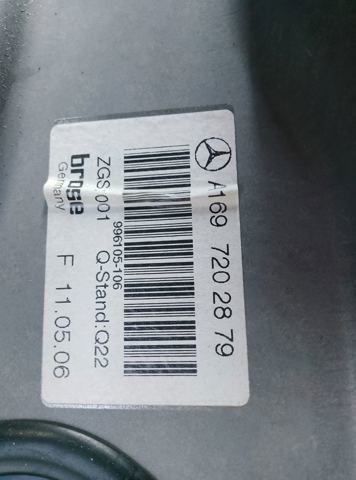 A169 720 28 79
996105-106
ZGS:001 Q-Stand:Q22
brose
Germany F 11.05.06